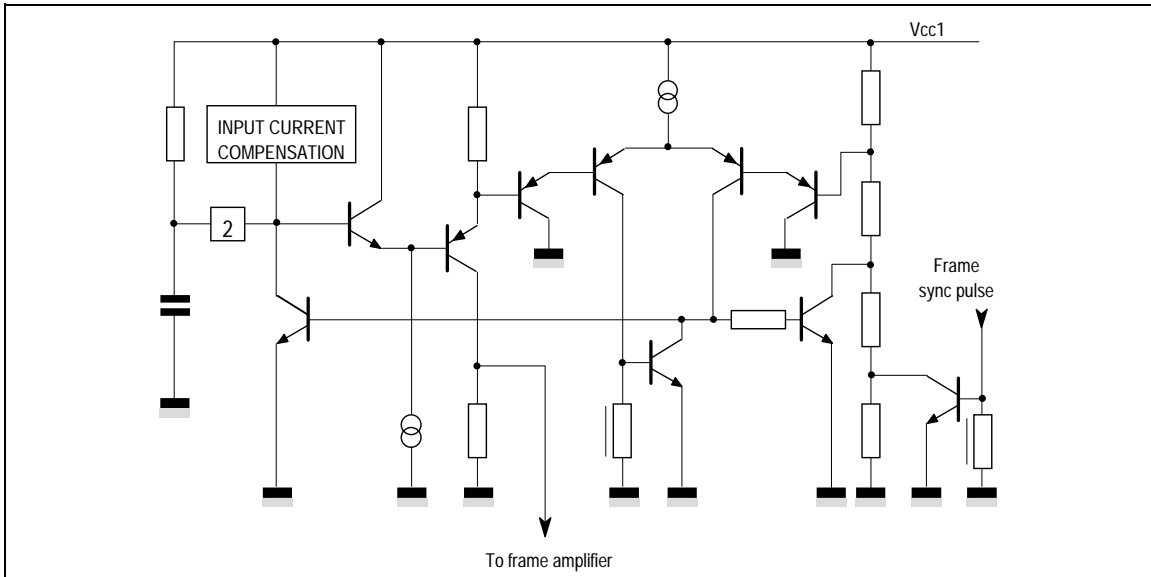 Vcc1
INPUT CURRENT
COMPENSATION
2
Frame
sync pulse
To frame amplifier